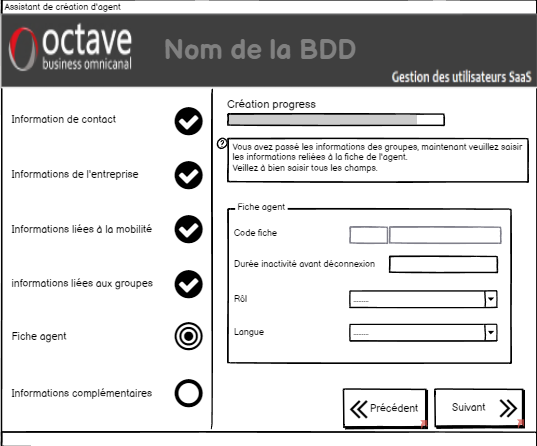 Assistant de création d'agent
octave
business omnicanal
Nom de la BDD
Gestion des utilisateurs SaaS
Information de contact
Informations de l'entreprise
Informations liées à la mobilité
informations liées aux groupes
Fiche agent
Informations complémentaires
Création progress
?
Vous avez passé les informations des groupes, maintenant veuillez saisir
les informations reliées à la fiche de l'agent.
Veillez à bien saisir tous les champs.
Fiche agent
Code fiche
Durée inactivité avant déconnexion
Rôl
........
Langue
........
Précédent
Suivant